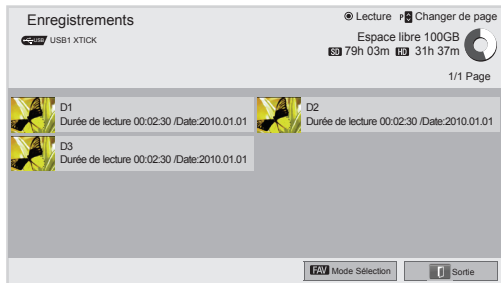 Enregistrements
Lecture P Changer de page
USB USB1 XTICK
Espace libre 100GB
SD 79h 03m HD 31h 37m
1/1 Page
D1
Durée de lecture 00:02:30 /Date:2010.01.01
D2
Durée de lecture 00:02:30 /Date:2010.01.01
D3
Durée de lecture 00:02:30 /Date:2010.01.01
FAV Mode Sélection
Sortie